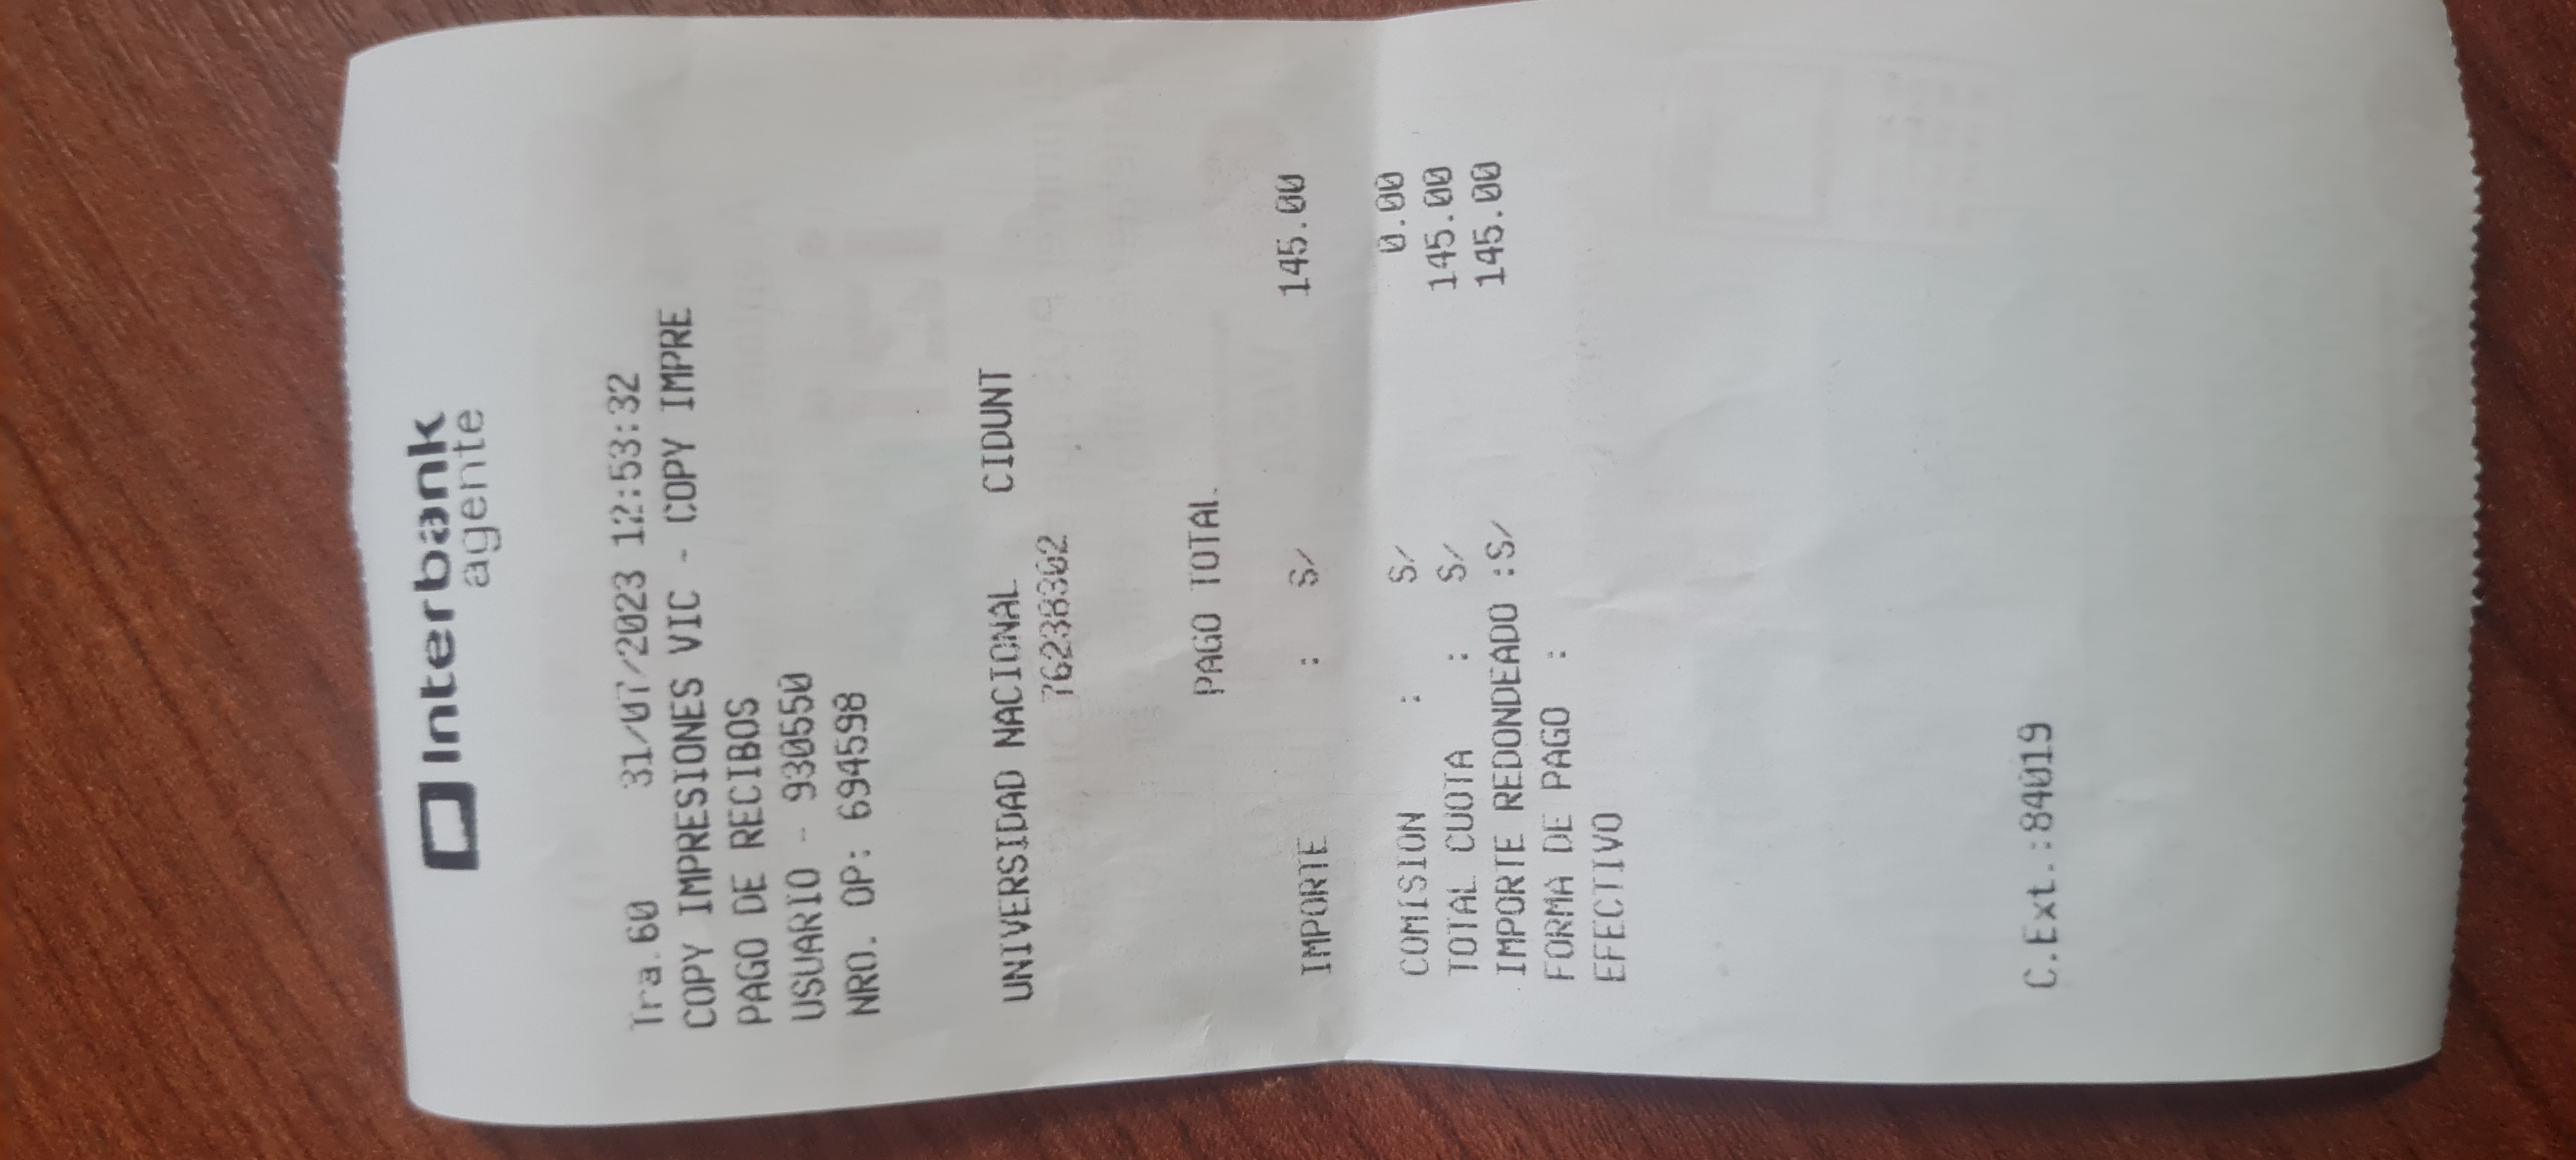 Interbank
agente
Tra.60 31/07/2023 12:53:32
COPY IMPRESIONES VIC - COPY IMPRE
PAGO DE RECIBOS
USUARIO - 930550
NRO. OP: 694598
UNIVERSIDAD NACIONAL CIDUNT
76238302
PAGO TOTAL
IMPORTE : S/ 145.00
COMISION : S/ 0.00
TOTAL CUOTA : S/ 145.00
IMPORTE REDONDEADO :S/ 145.00
FORMA DE PAGO :
EFECTIVO
C.Ext.:84019